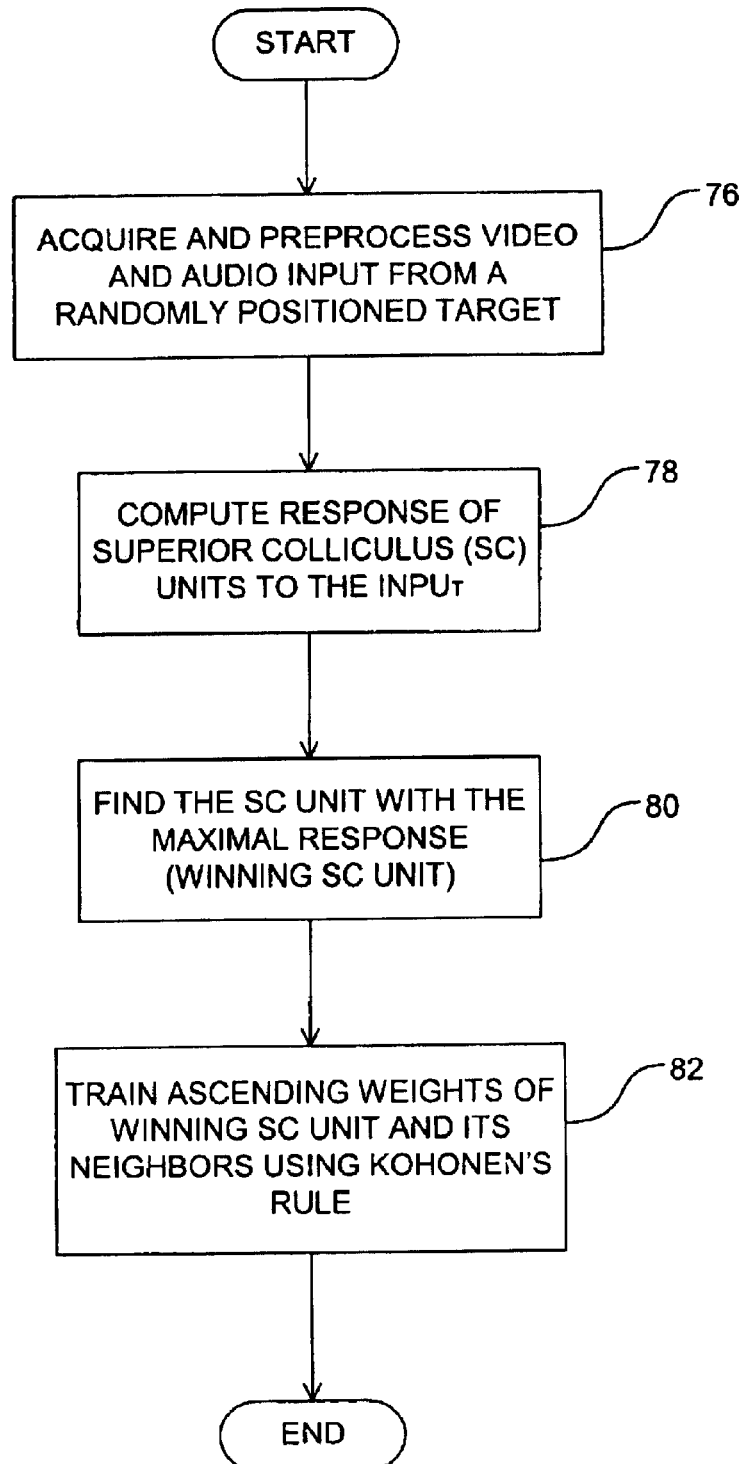 START
76
ACQUIRE AND PREPROCESS VIDEO
AND AUDIO INPUT FROM A
RANDOMLY POSITIONED TARGET
78
COMPUTE RESPONSE OF
SUPERIOR COLLICULUS (SC)
UNITS TO THE INPUT
FIND THE SC UNIT WITH THE
MAXIMAL RESPONSE
(WINNING SC UNIT)
80
TRAIN ASCENDING WEIGHTS OF
WINNING SC UNIT AND ITS
NEIGHBORS USING KOHONEN'S
RULE
82
END